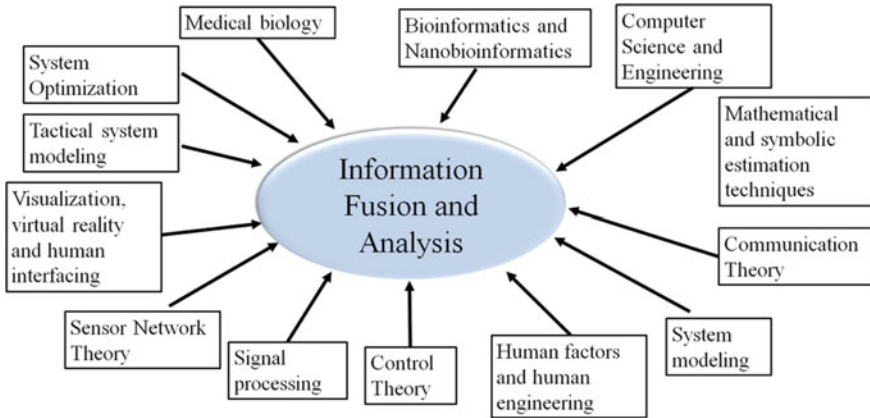 Medical biology
Bioinformatics and
Nanobioinformatics
Computer
Science and
Engineering
System
Optimization
Tactical system
modeling
Mathematical
and symbolic
estimation
techniques
Information
Fusion and
Analysis
Visualization,
virtual reality
and human
interfacing
Communication
Theory
Sensor Network
Theory
Signal
processing
Control
Theory
Human factors
and human
engineering
System
modeling